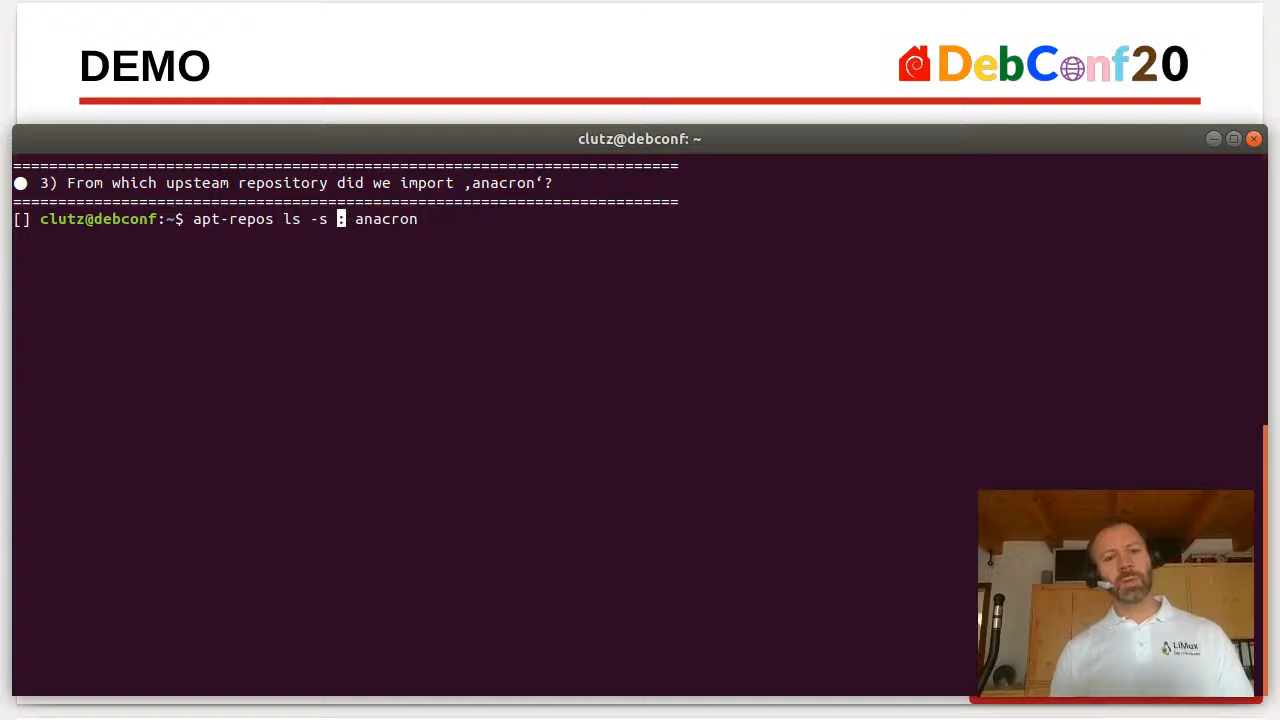 DEMO
DebConf20
clutz@debconf: ~
==========================================================================
3) From which upsteam repository did we import ‚anacron‘?
==========================================================================
[] clutz@debconf:~$ apt-repos ls -s : anacron
LiMux